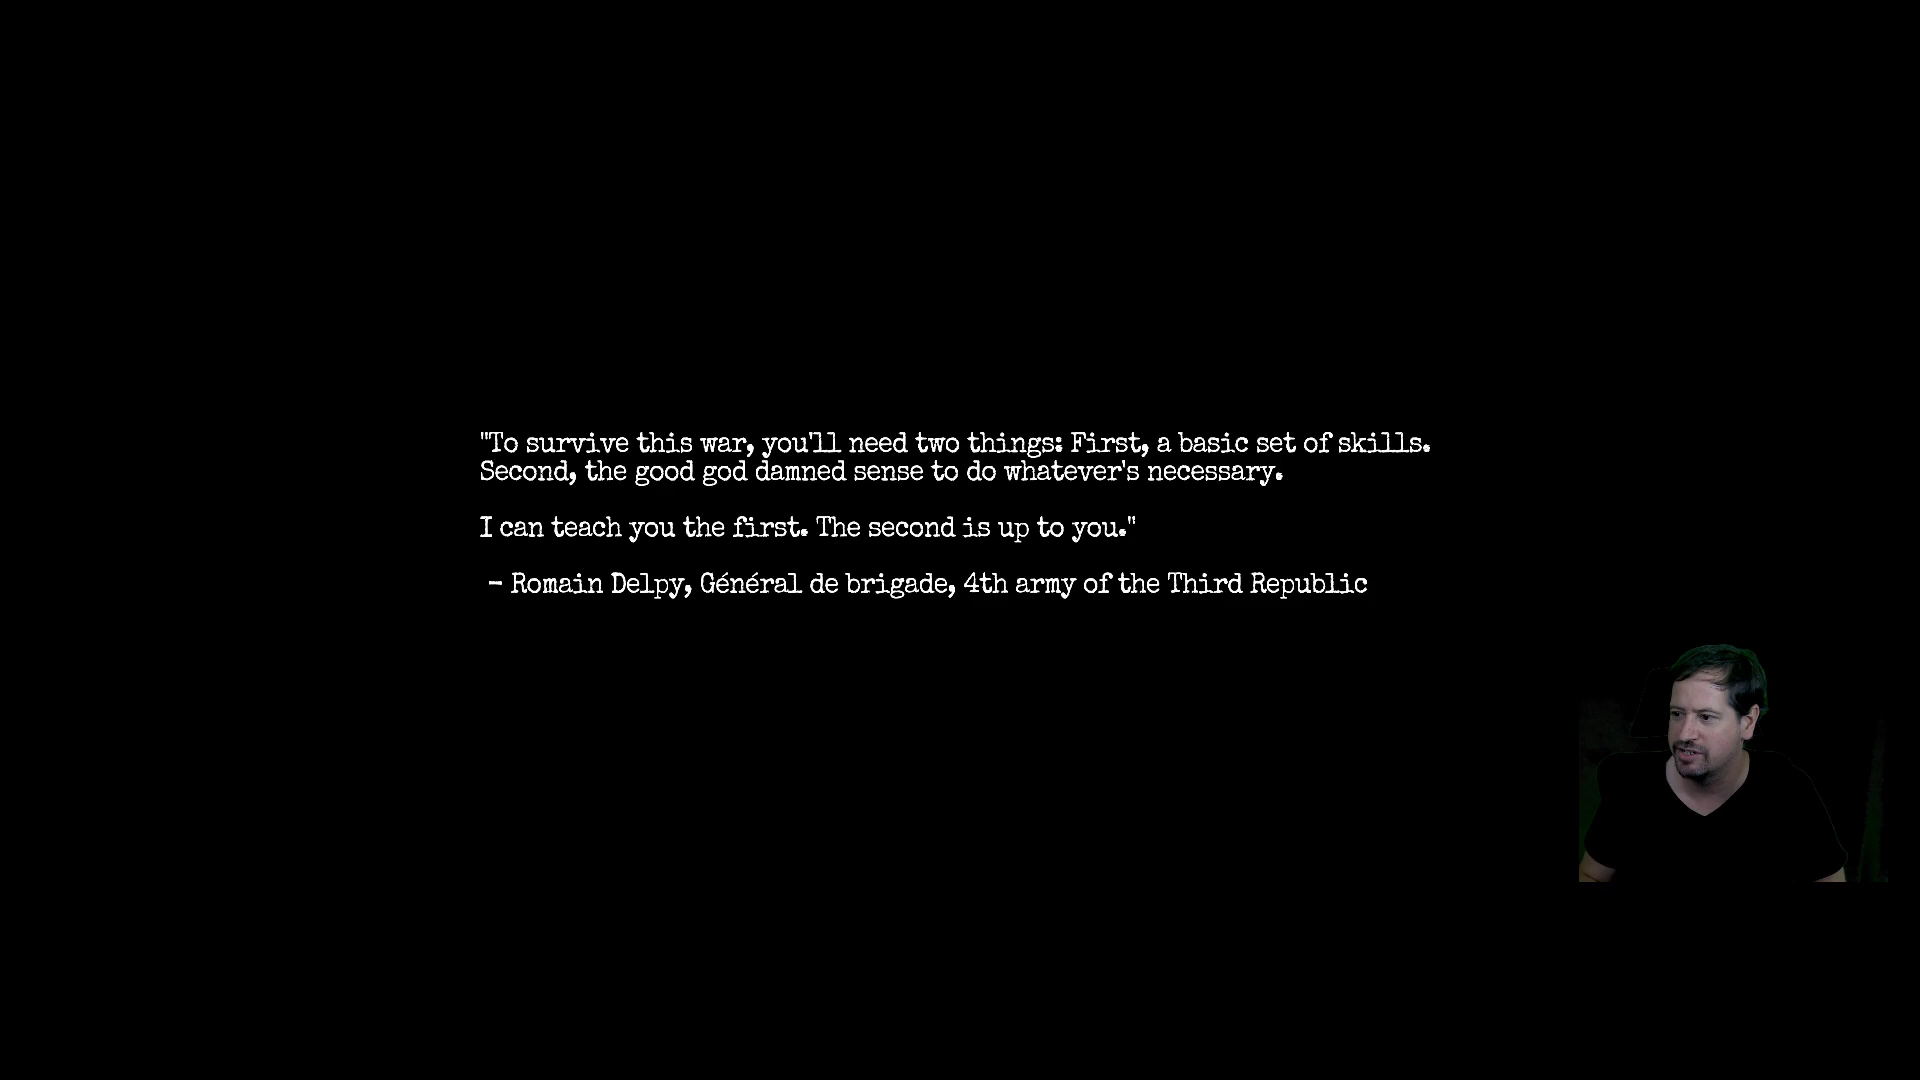 "To survive this war, you'll need two things: First, a basic set of skills.
Second, the good god damned sense to do whatever's necessary.
I can teach you the first. The second is up to you."
- Romain Delpy, Général de brigade, 4th army of the Third Republic